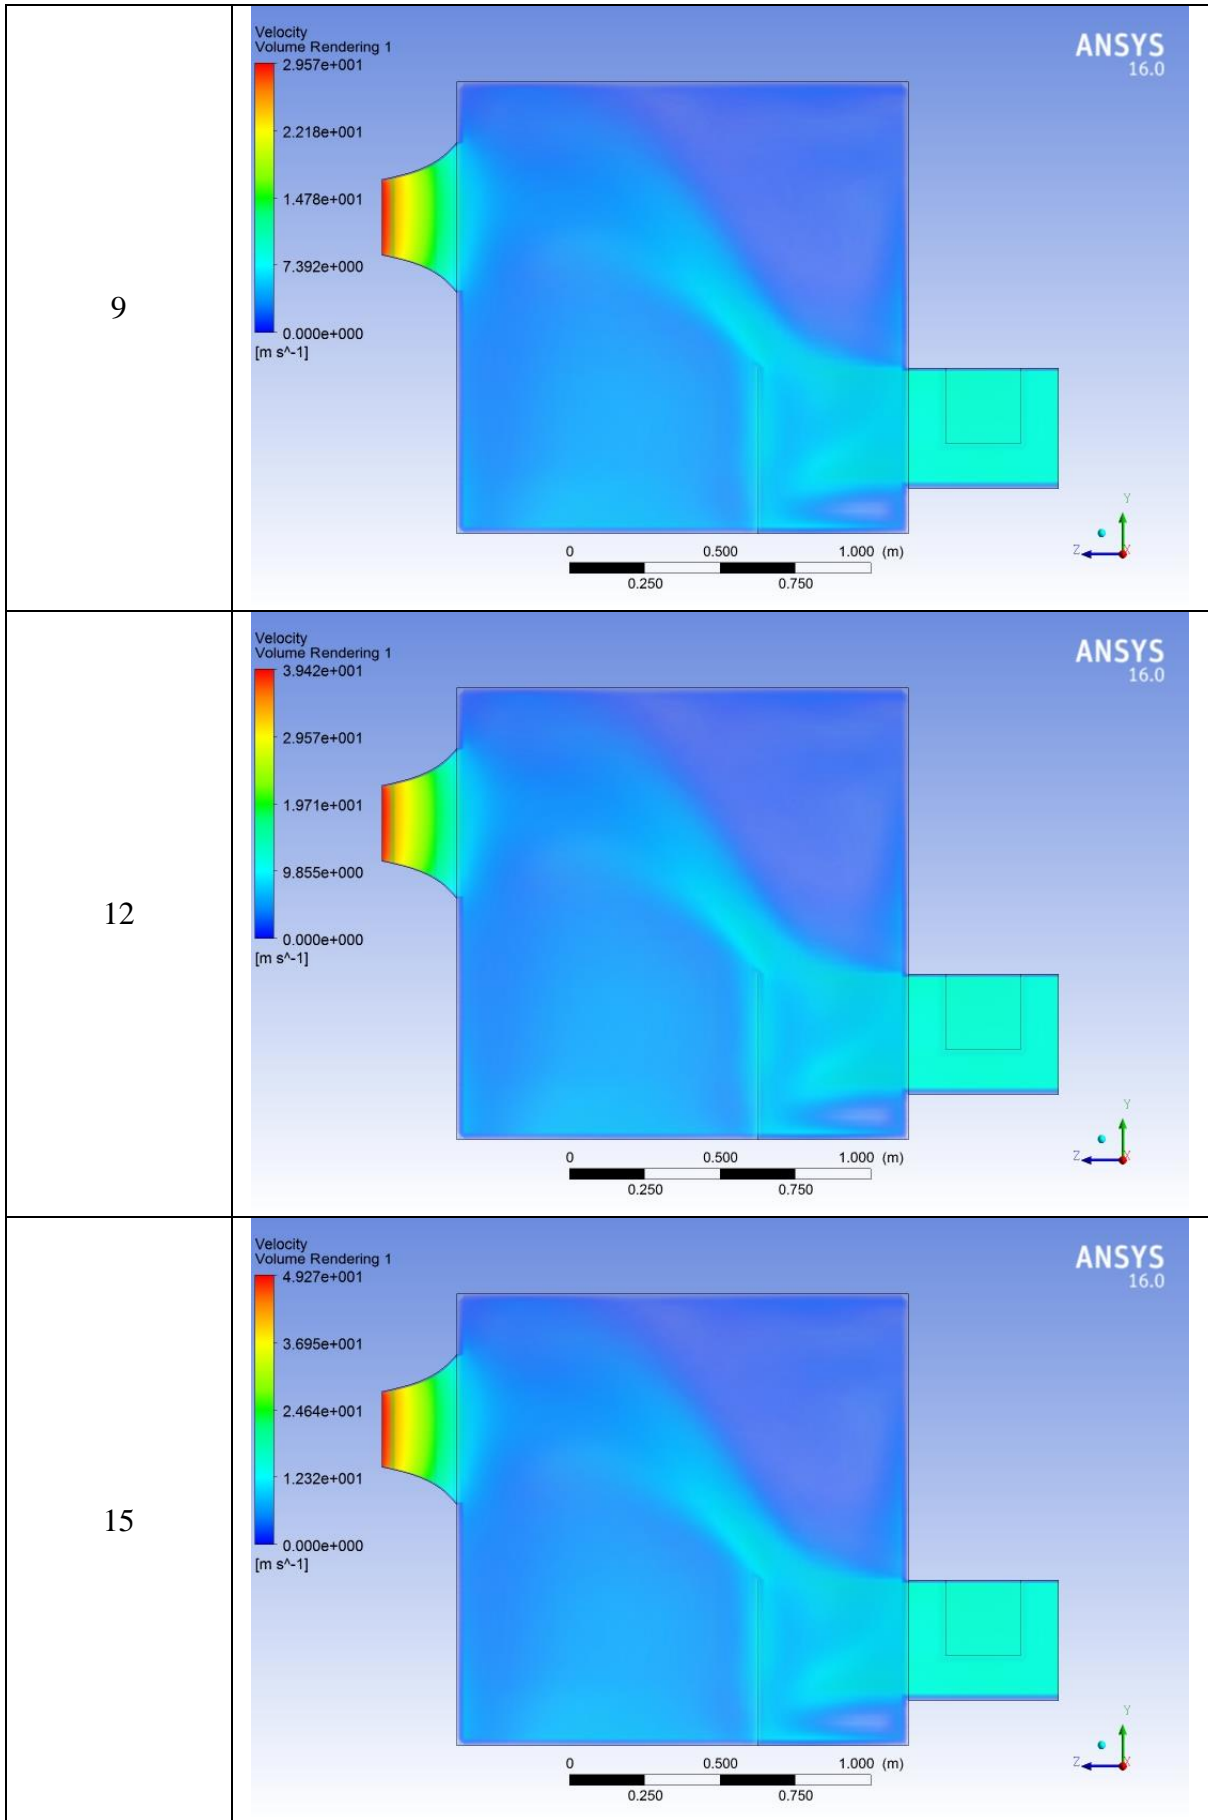 9
Velocity
Volume Rendering 1
2.957e+001
2.218e+001
1.478e+001
7.392e+000
0.000e+000
[m s^-1]
ANSYS
16.0
0 0.500 1.000 (m)
0.250 0.750
Y
Z X
12
Velocity
Volume Rendering 1
3.942e+001
2.957e+001
1.971e+001
9.855e+000
0.000e+000
[m s^-1]
ANSYS
16.0
0 0.500 1.000 (m)
0.250 0.750
Y
Z X
15
Velocity
Volume Rendering 1
4.927e+001
3.695e+001
2.464e+001
1.232e+001
0.000e+000
[m s^-1]
ANSYS
16.0
0 0.500 1.000 (m)
0.250 0.750
Y
Z X